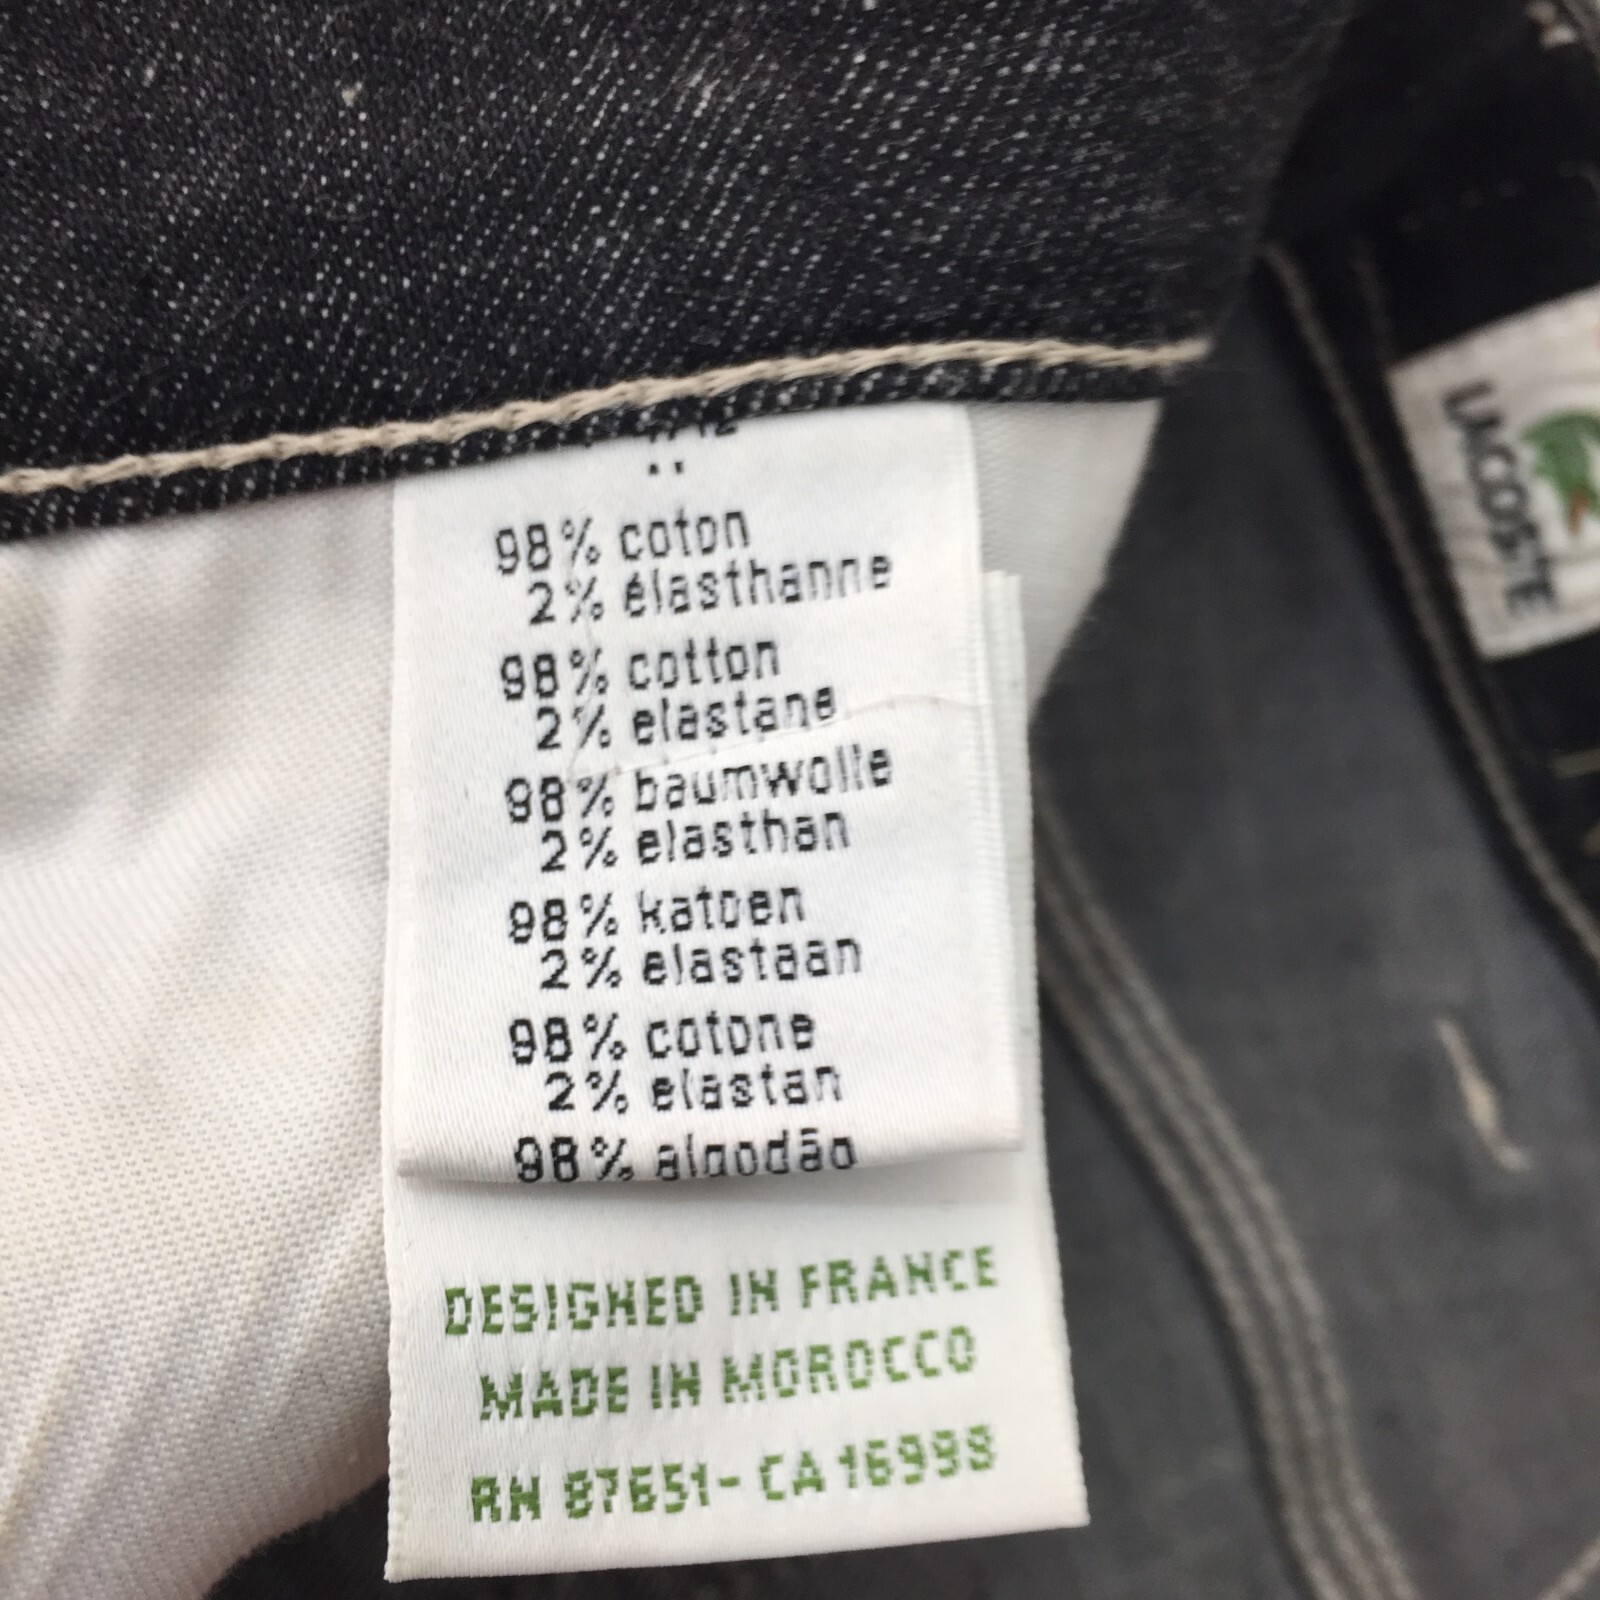 98% coton
2% élasthanne
98% cotton
2% elastane
98% baumwolle
2% elasthan
98% katoen
2% elastaan
98% cotone
2% elastan
98% algodão
DESIGNED IN FRANCE
MADE IN MOROCCO
RN 87651- CA 16998
LACOSTE